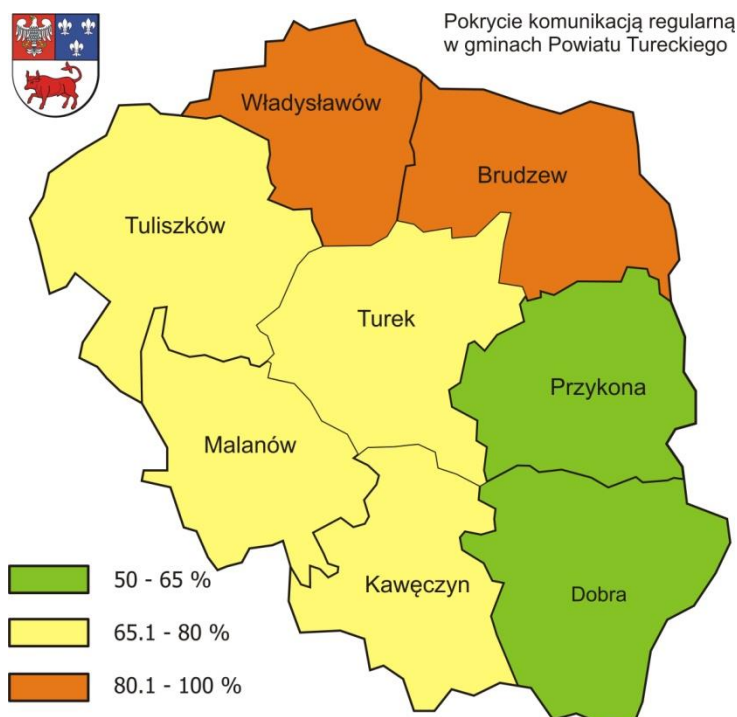 Pokrycie komunikacją regularną
w gminach Powiatu Tureckiego
Władysławów
Brudzew
Tuliszków
Turek
Przykona
Malanów
Kawęczyn
Dobra
50 - 65 %
65.1 - 80 %
80.1 - 100 %